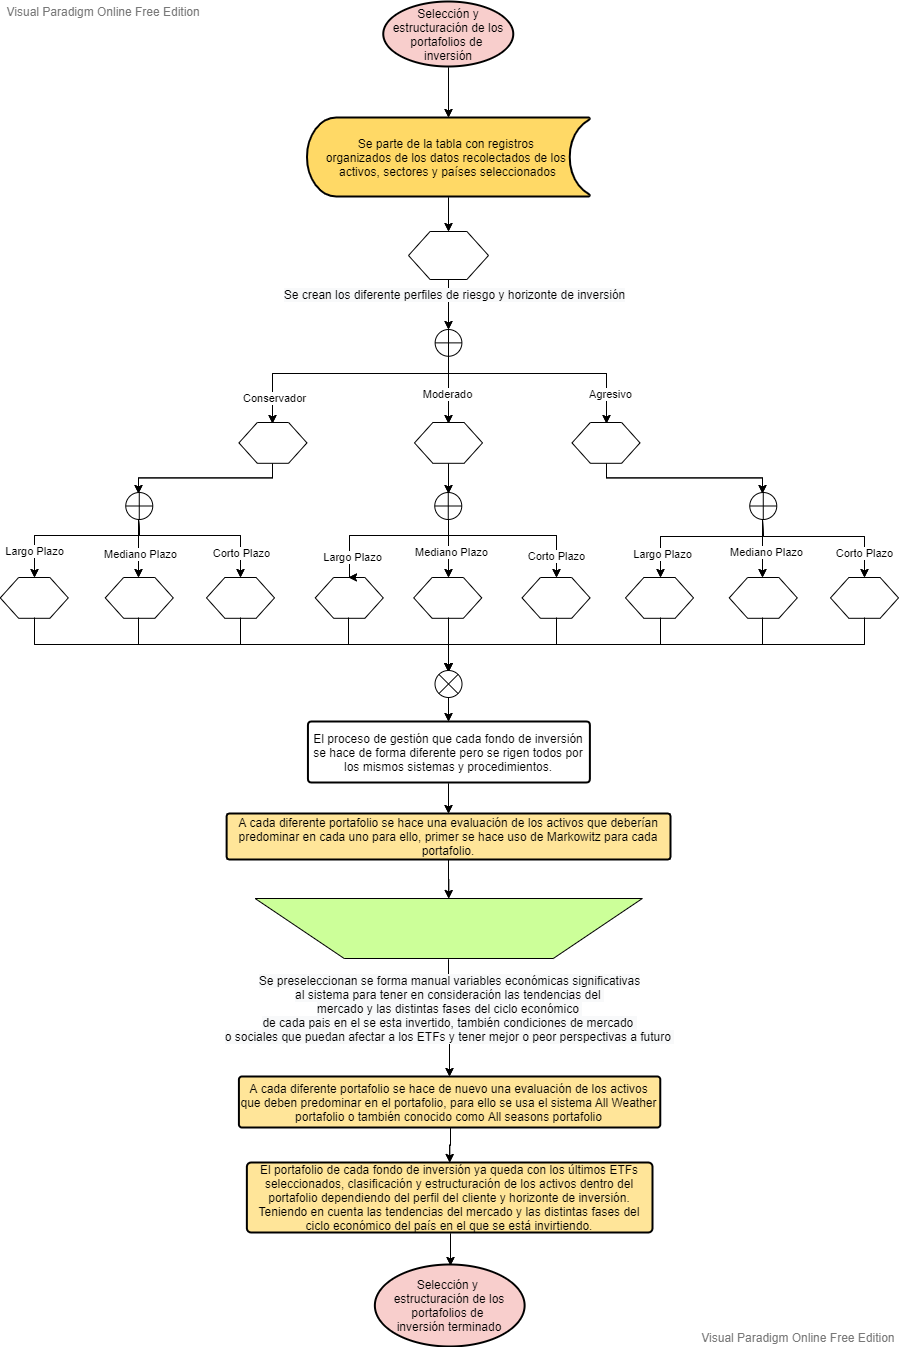 Visual Paradigm Online Free Edition
Selección y
estructuración de los
portafolios de
inversión
Se parte de la tabla con registros
organizados de los datos recolectados de los
activos, sectores y países seleccionados
Se crean los diferente perfiles de riesgo y horizonte de inversión
Conservador
Moderado
Agresivo
Largo Plazo
Mediano Plazo
Corto Plazo
Largo Plazo
Mediano Plazo
Corto Plazo
Largo Plazo
Mediano Plazo
Corto Plazo
El proceso de gestión que cada fondo de inversión
se hace de forma diferente pero se rigen todos por
los mismos sistemas y procedimientos.
A cada diferente portafolio se hace una evaluación de los activos que deberían
predominar en cada uno para ello, primer se hace uso de Markowitz para cada
portafolio.
Se preseleccionan se forma manual variables económicas significativas
al sistema para tener en consideración las tendencias del
mercado y las distintas fases del ciclo económico
de cada pais en el se esta invertido, también condiciones de mercado
o sociales que puedan afectar a los ETFs y tener mejor o peor perspectivas a futuro
A cada diferente portafolio se hace de nuevo una evaluación de los activos
que deben predominar en el portafolio, para ello se usa el sistema All Weather
portafolio o también conocido como All seasons portafolio
El portafolio de cada fondo de inversión ya queda con los últimos ETFs
seleccionados, clasificación y estructuración de los activos dentro del
portafolio dependiendo del perfil del cliente y horizonte de inversión.
Teniendo en cuenta las tendencias del mercado y las distintas fases del
ciclo económico del país en el que se está invirtiendo.
Selección y
estructuración de los
portafolios de
inversión terminado
Visual Paradigm Online Free Edition